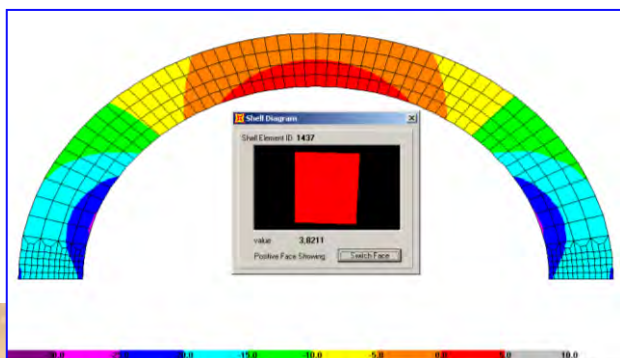 Shell Diagram
Shell Element ID 1437
value 3.8211
Positive Face Showing Switch Face
-15.0 -10.0 -5.0 0.0 5.0 10.0